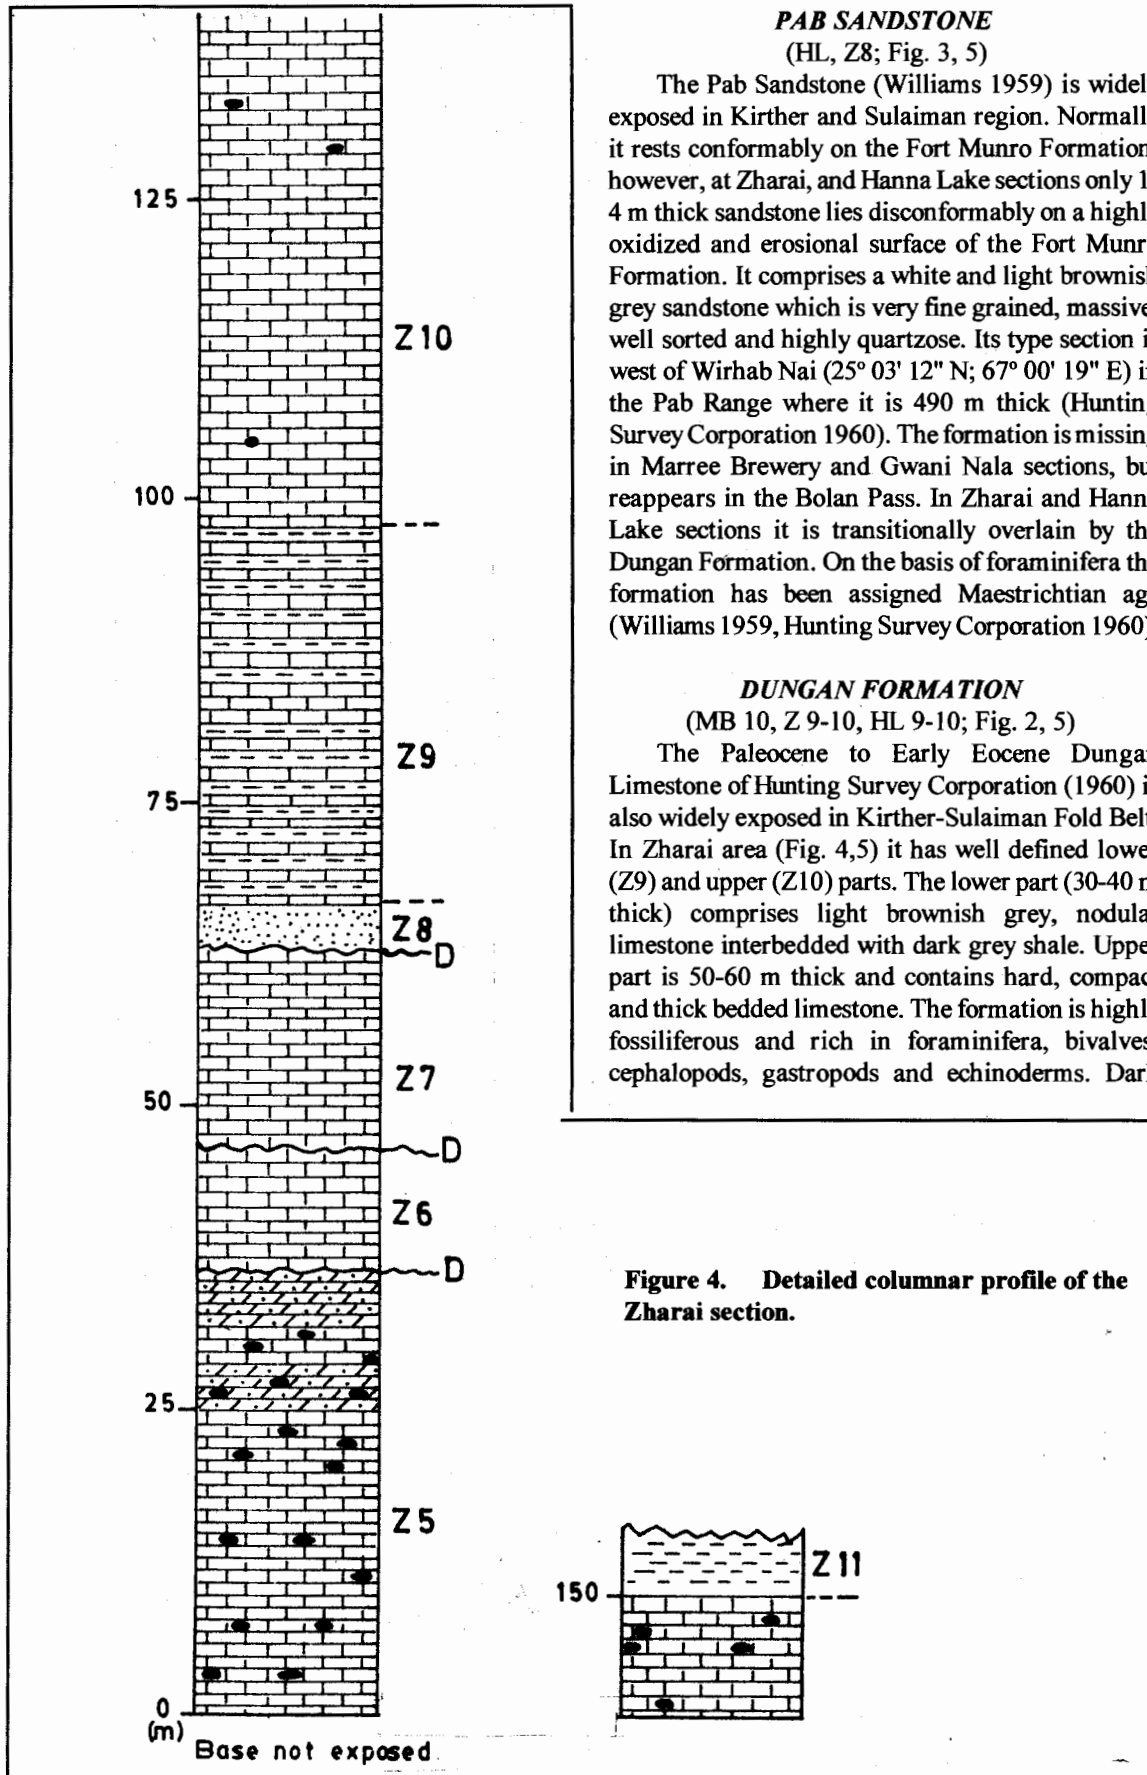 PAB SANDSTONE
(HL, Z8; Fig. 3, 5)
The Pab Sandstone (Williams 1959) is widel
exposed in Kirther and Sulaiman region. Normall
it rests conformably on the Fort Munro Formation
however, at Zharai, and Hanna Lake sections only 1
4 m thick sandstone lies disconformably on a highl
oxidized and erosional surface of the Fort Munr
Formation. It comprises a white and light brownish
grey sandstone which is very fine grained, massive
well sorted and highly quartzose. Its type section i
west of Wirhab Nai (25° 03' 12" N; 67° 00' 19" E) i
the Pab Range where it is 490 m thick (Hunting
Survey Corporation 1960). The formation is missin
in Marree Brewery and Gwani Nala sections, bu
reappears in the Bolan Pass. In Zharai and Hann
Lake sections it is transitionally overlain by th
Dungan Formation. On the basis of foraminifera th
formation has been assigned Maestrichtian ag
(Williams 1959, Hunting Survey Corporation 1960)
DUNGAN FORMATION
(MB 10, Z 9-10, HL 9-10; Fig. 2, 5)
The Paleocene to Early Eocene Dungan
Limestone of Hunting Survey Corporation (1960) i
also widely exposed in Kirther-Sulaiman Fold Belt
In Zharai area (Fig. 4,5) it has well defined lowe
(Z9) and upper (Z10) parts. The lower part (30-40 m
thick) comprises light brownish grey, nodula
limestone interbedded with dark grey shale. Uppe
part is 50-60 m thick and contains hard, compac
and thick bedded limestone. The formation is highl
fossiliferous and rich in foraminifera, bivalves
cephalopods, gastropods and echinoderms. Dar
125
Z10
100
Z9
75
Z8
D
Z7
50
D
Z6
D
25
Z5
0
(m)
Base not exposed
Figure 4. Detailed columnar profile of the
Zharai section.
Z11
150